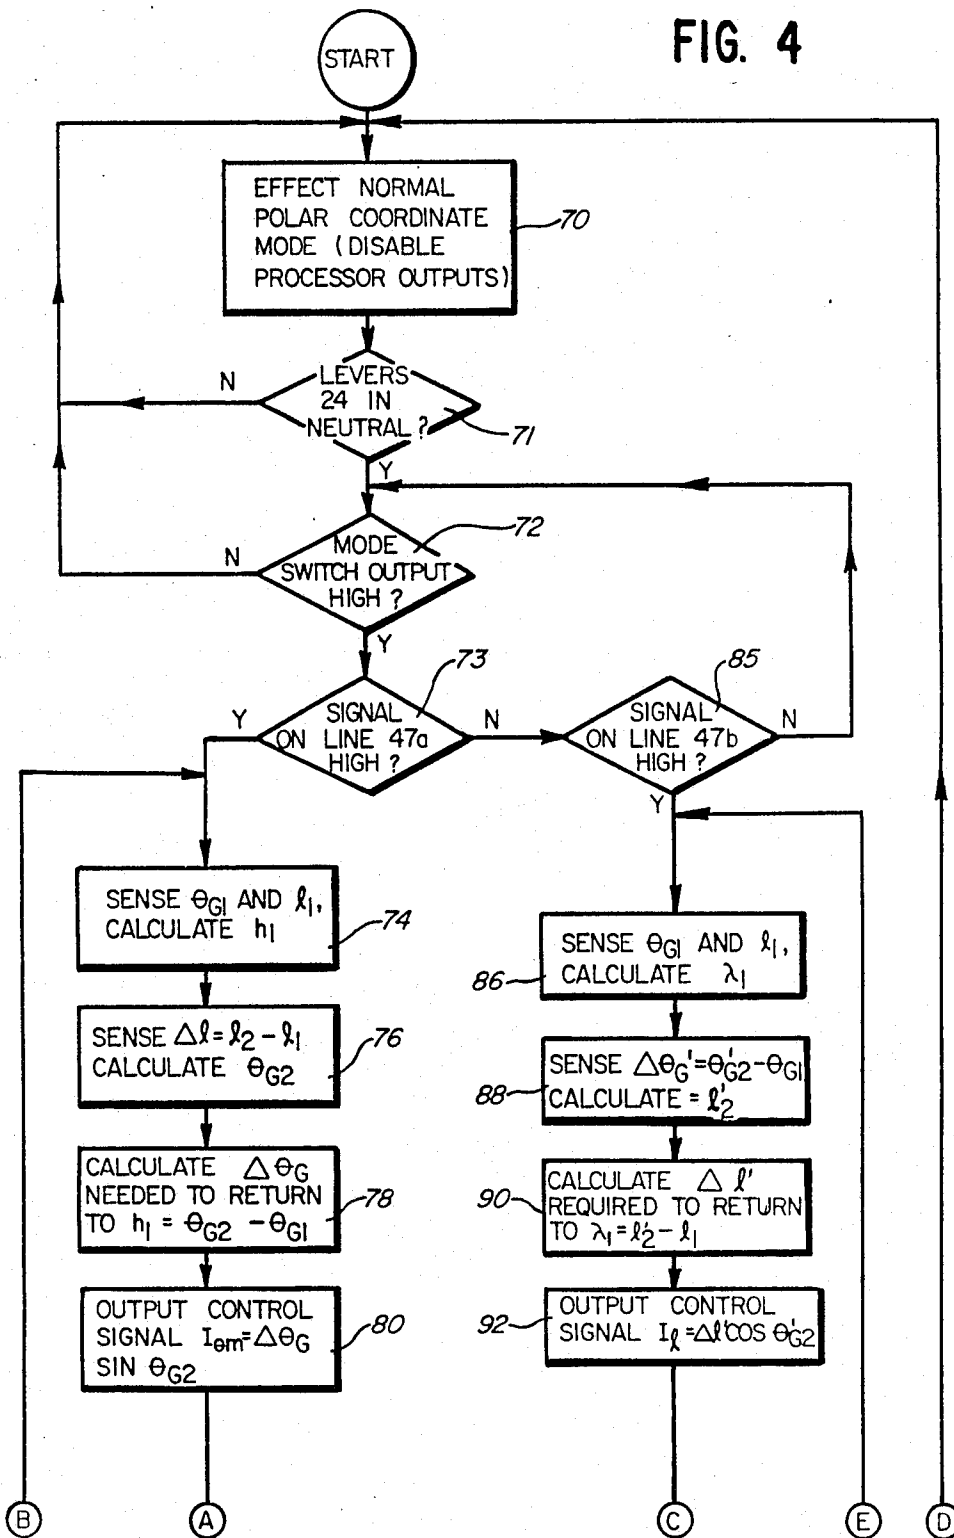 FIG. 4
START
EFFECT NORMAL
POLAR COORDINATE
MODE (DISABLE
PROCESSOR OUTPUTS)
70
LEVERS
24 IN
NEUTRAL ?
71
N
Y
72
MODE
SWITCH OUTPUT
HIGH ?
N
Y
73
SIGNAL
ON LINE 47a
HIGH ?
Y
N
85
SIGNAL
ON LINE 47b
HIGH ?
N
Y
SENSE θG1 AND ℓ1,
CALCULATE h1
74
SENSE Δℓ=ℓ2-ℓ1
CALCULATE θG2
76
CALCULATE ΔθG
NEEDED TO RETURN
TO h1 = θG2 -θG1
78
OUTPUT CONTROL
SIGNAL Iθm=ΔθG
SIN θG2
80
SENSE θG1 AND ℓ1,
CALCULATE λ1
86
SENSE ΔθG'=θ'G2-θG1
CALCULATE = ℓ'2
88
CALCULATE Δ ℓ'
REQUIRED TO RETURN
TO λ1=ℓ'2-ℓ1
90
OUTPUT CONTROL
SIGNAL Iℓ=Δℓ'COS θ'G2
92
B
A
C
E
D